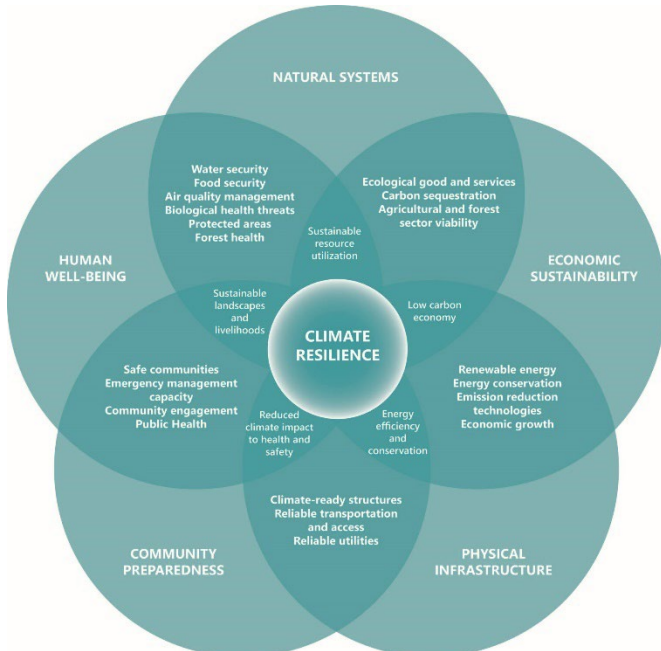 NATURAL SYSTEMS
Water security
Food security
Air quality management
Biological health threats
Protected areas
Forest health
Ecological good and services
Carbon sequestration
Agricultural and forest
sector viability
Sustainable
resource
utilization
HUMAN
WELL-BEING
ECONOMIC
SUSTAINABILITY
Sustainable
landscapes
and
livelihoods
CLIMATE
RESILIENCE
Low carbon
economy
Safe communities
Emergency management
capacity
Community engagement
Public Health
Renewable energy
Energy conservation
Emission reduction
technologies
Economic growth
Reduced
climate impact
to health and
safety
Energy
efficiency
and
conservation
Climate-ready structures
Reliable transportation
and access
Reliable utilities
COMMUNITY
PREPAREDNESS
PHYSICAL
INFRASTRUCTURE